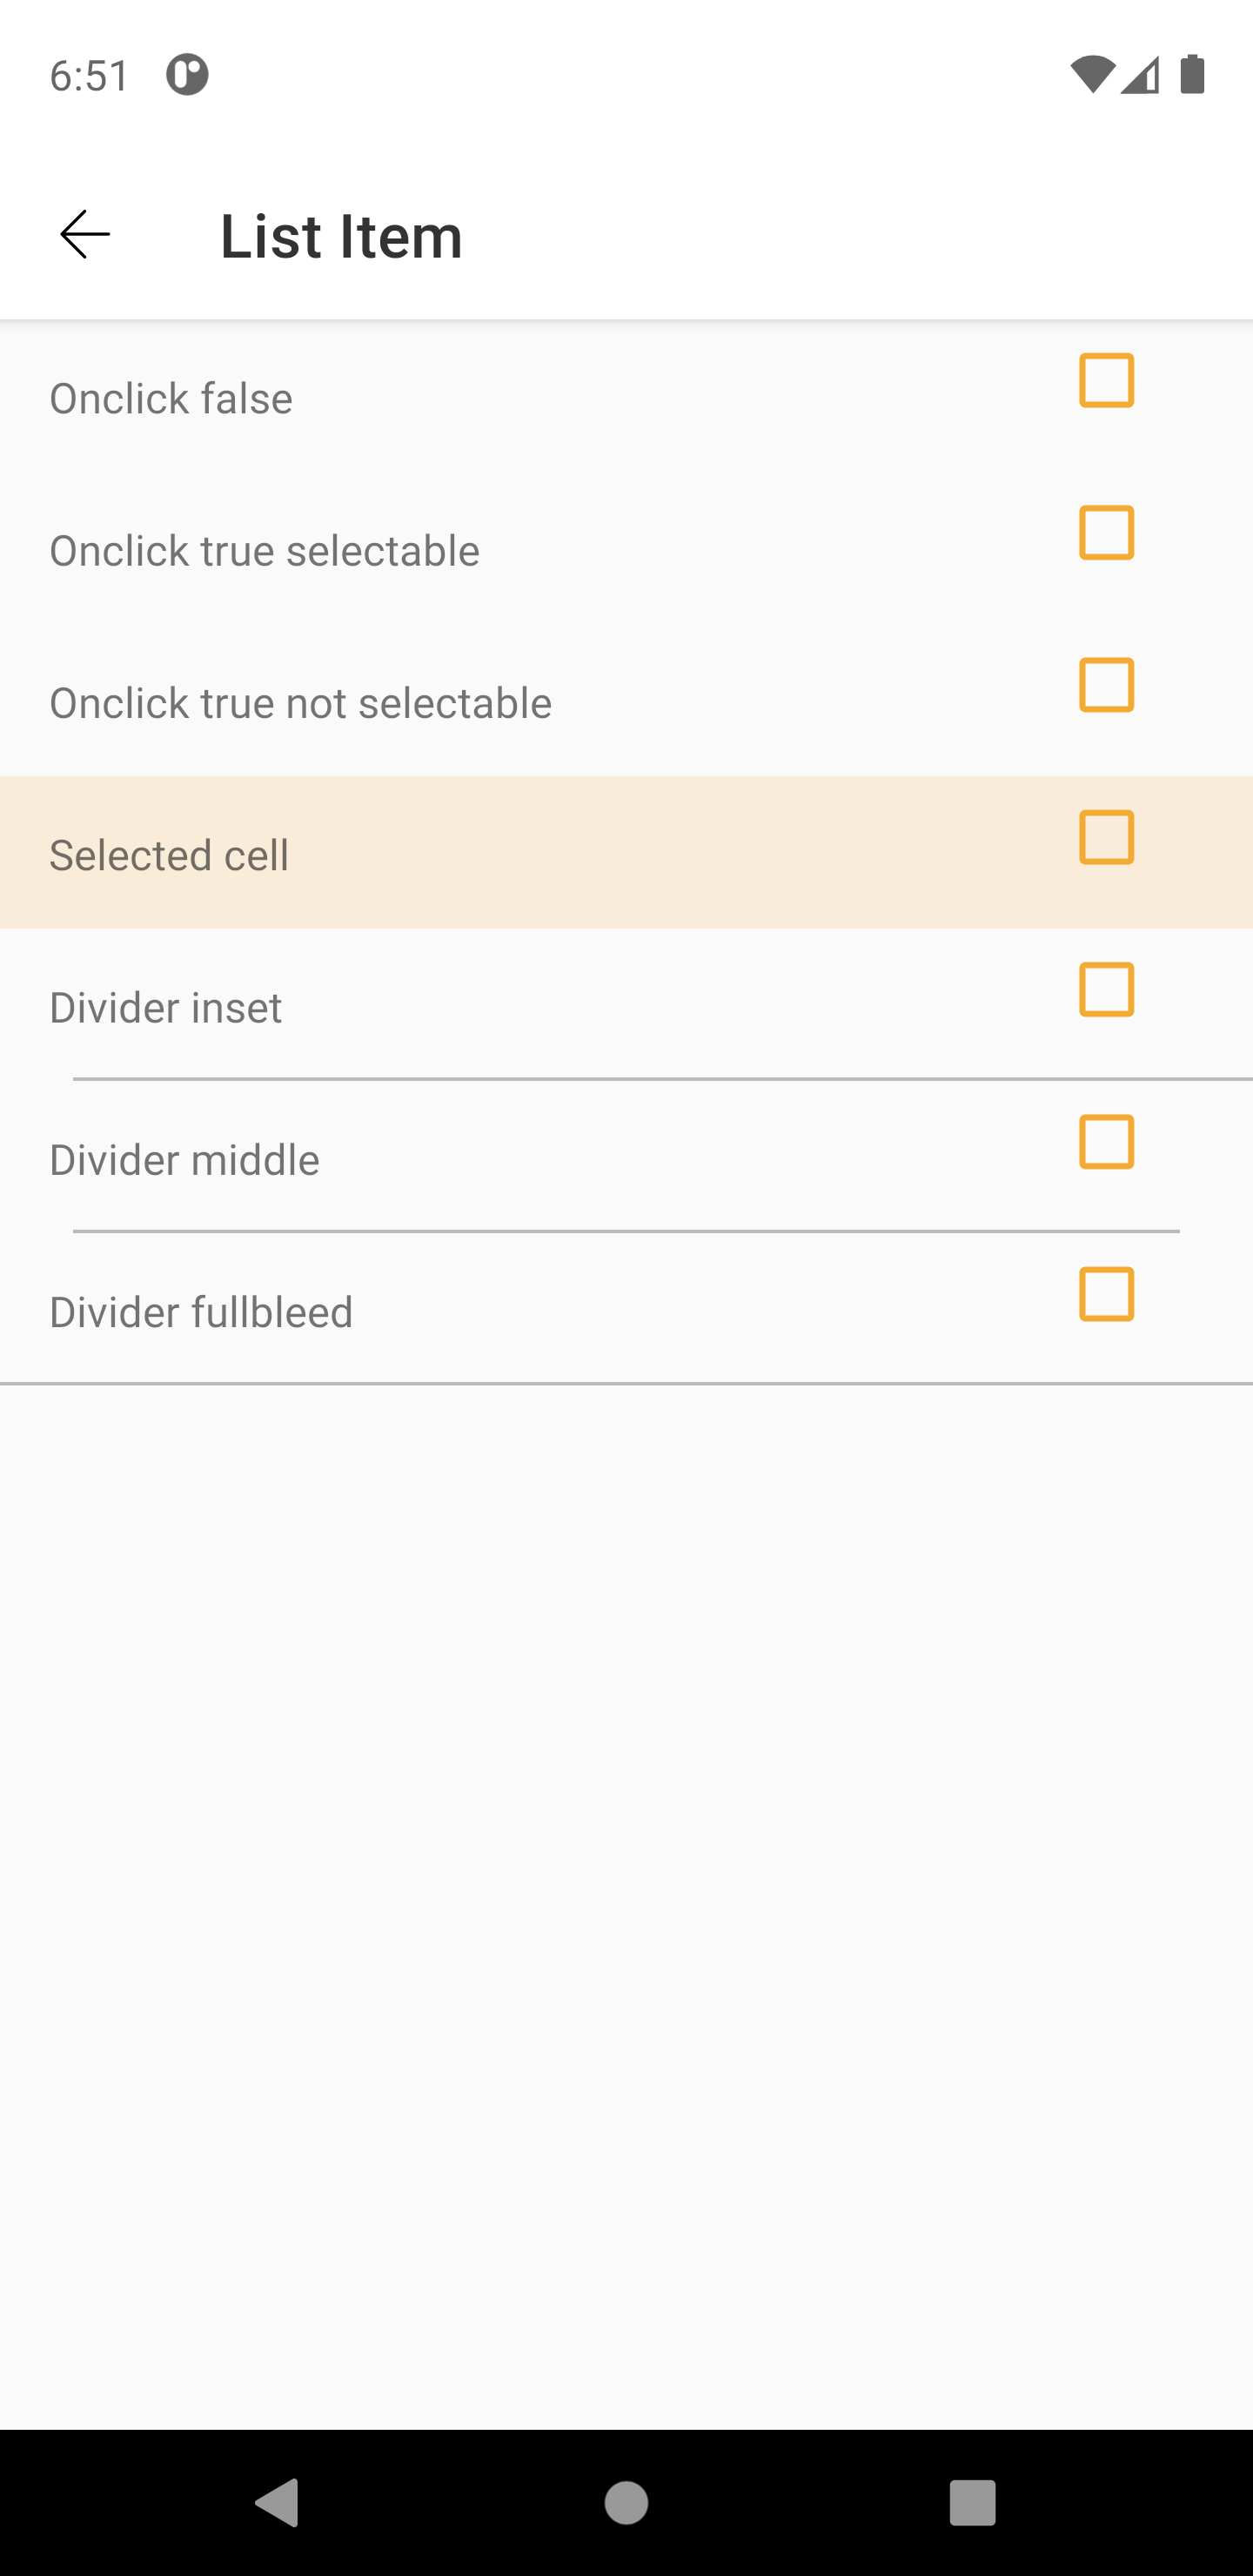 6:51
List Item
Onclick false
Onclick true selectable
Onclick true not selectable
Selected cell
Divider inset
Divider middle
Divider fullbleed